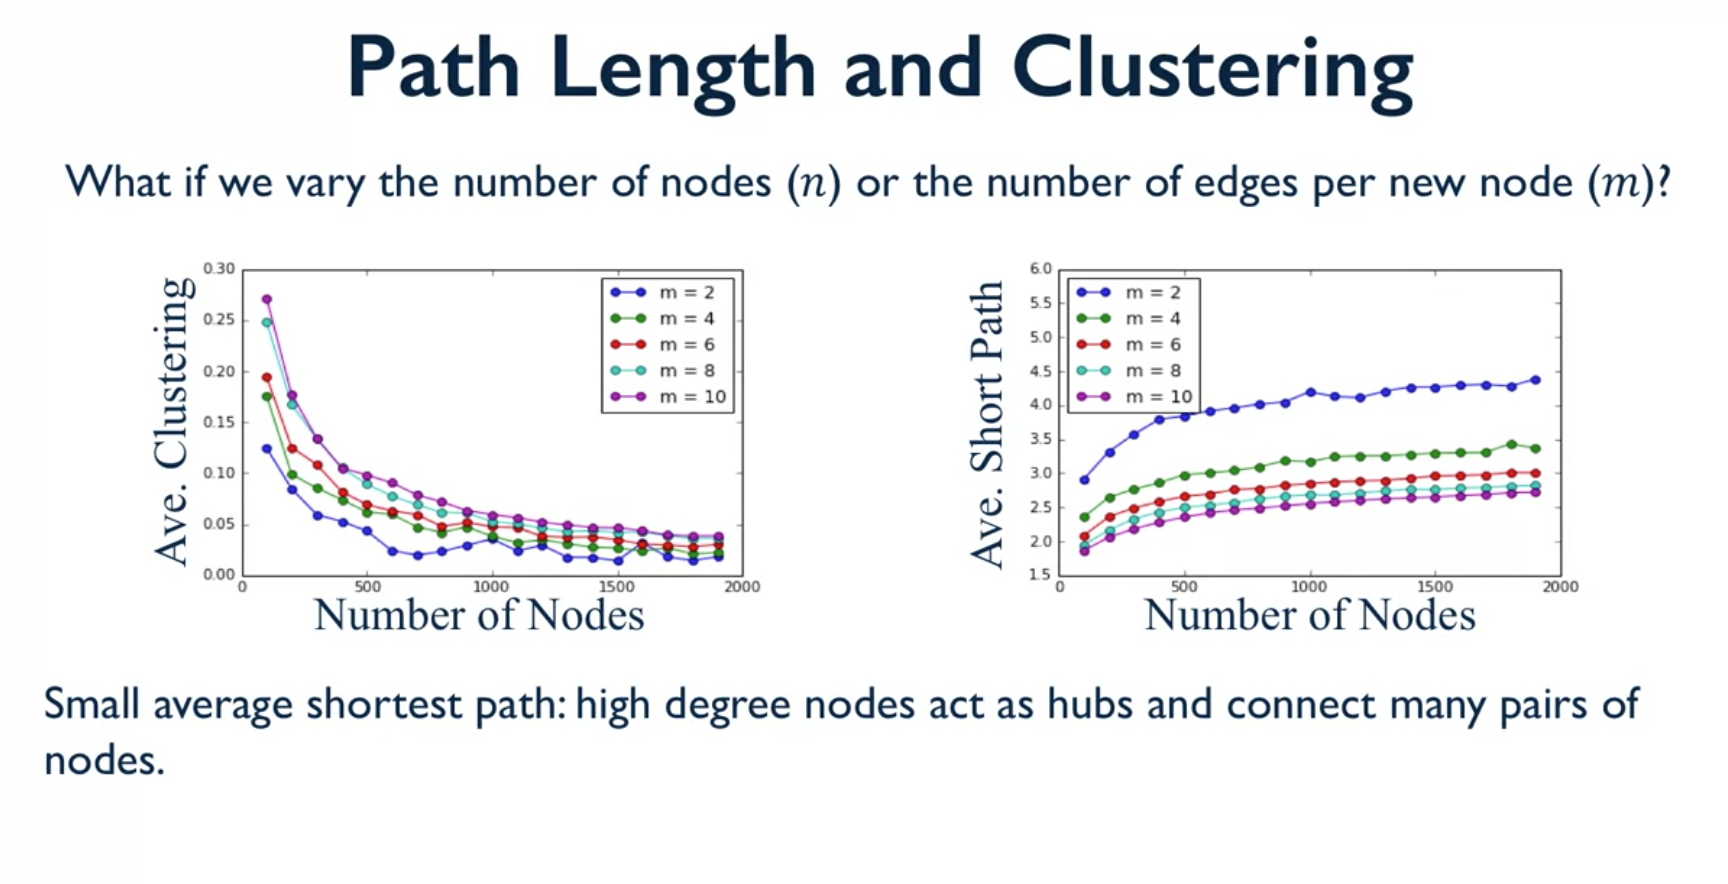 Path Length and Clustering
What if we vary the number of nodes (n) or the number of edges per new node (m)?
Ave. Clustering
0.30
0.25
0.20
0.15
0.10
0.05
0.00
m = 2
m = 4
m = 6
m = 8
m = 10
0 500 1000 1500 2000
Number of Nodes
Ave. Short Path
6.0
5.5
5.0
4.5
4.0
3.5
3.0
2.5
2.0
1.5
m = 2
m = 4
m = 6
m = 8
m = 10
0 500 1000 1500 2000
Number of Nodes
Small average shortest path: high degree nodes act as hubs and connect many pairs of
nodes.